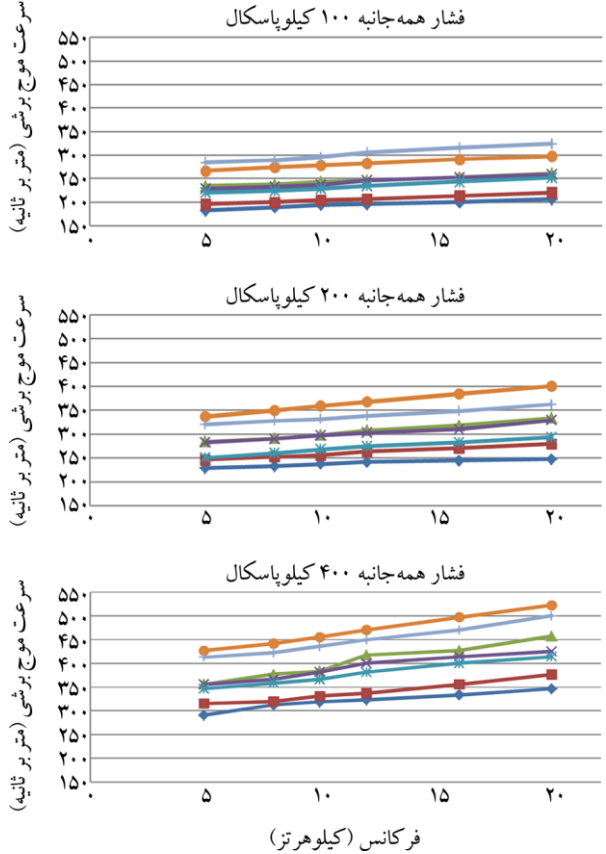 فشار همه‌جانبه ۱۰۰ کیلوپاسکال
سرعت موج برشی (متر بر ثانیه)
۵۵۰
۵۰۰
۴۵۰
۴۰۰
۳۵۰
۳۰۰
۲۵۰
۲۰۰
۱۵۰
۰ ۵ ۱۰ ۱۵ ۲۰
فشار همه‌جانبه ۲۰۰ کیلوپاسکال
سرعت موج برشی (متر بر ثانیه)
۵۵۰
۵۰۰
۴۵۰
۴۰۰
۳۵۰
۳۰۰
۲۵۰
۲۰۰
۱۵۰
۰ ۵ ۱۰ ۱۵ ۲۰
فشار همه‌جانبه ۴۰۰ کیلوپاسکال
سرعت موج برشی (متر بر ثانیه)
۵۵۰
۵۰۰
۴۵۰
۴۰۰
۳۵۰
۳۰۰
۲۵۰
۲۰۰
۱۵۰
۰ ۵ ۱۰ ۱۵ ۲۰
فرکانس (کیلوهرتز)